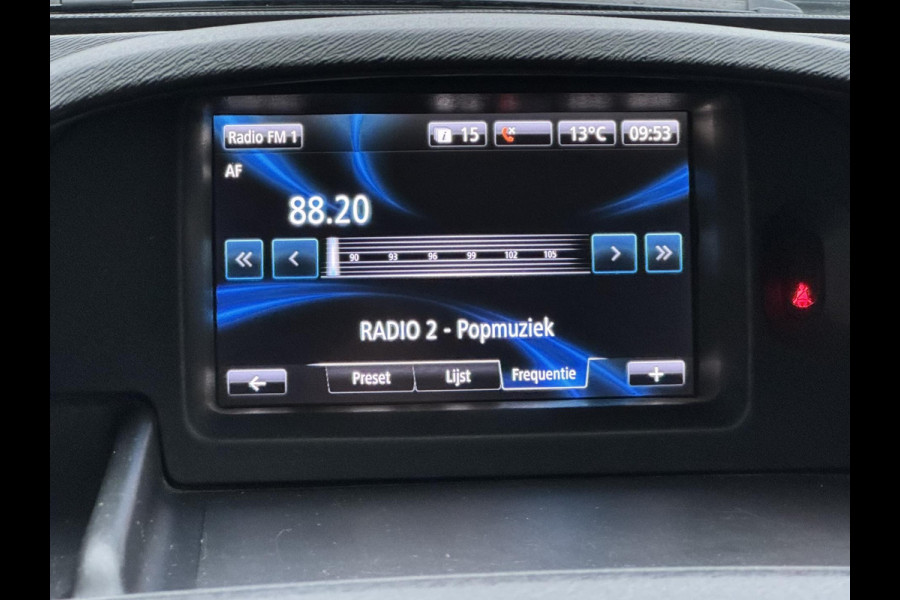 Radio FM 1 i 15 13°C 09:53
AF
88.20
90 93 96 99 102 105
RADIO 2 - Popmuziek
Preset Lijst Frequentie